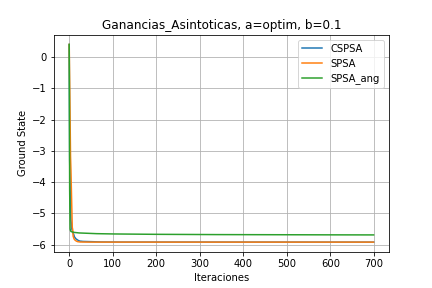 Ganancias_Asintoticas, a=optim, b=0.1
CSPSA
SPSA
SPSA_ang
Ground State
0
−1
−2
−3
−4
−5
−6
0 100 200 300 400 500 600 700
Iteraciones